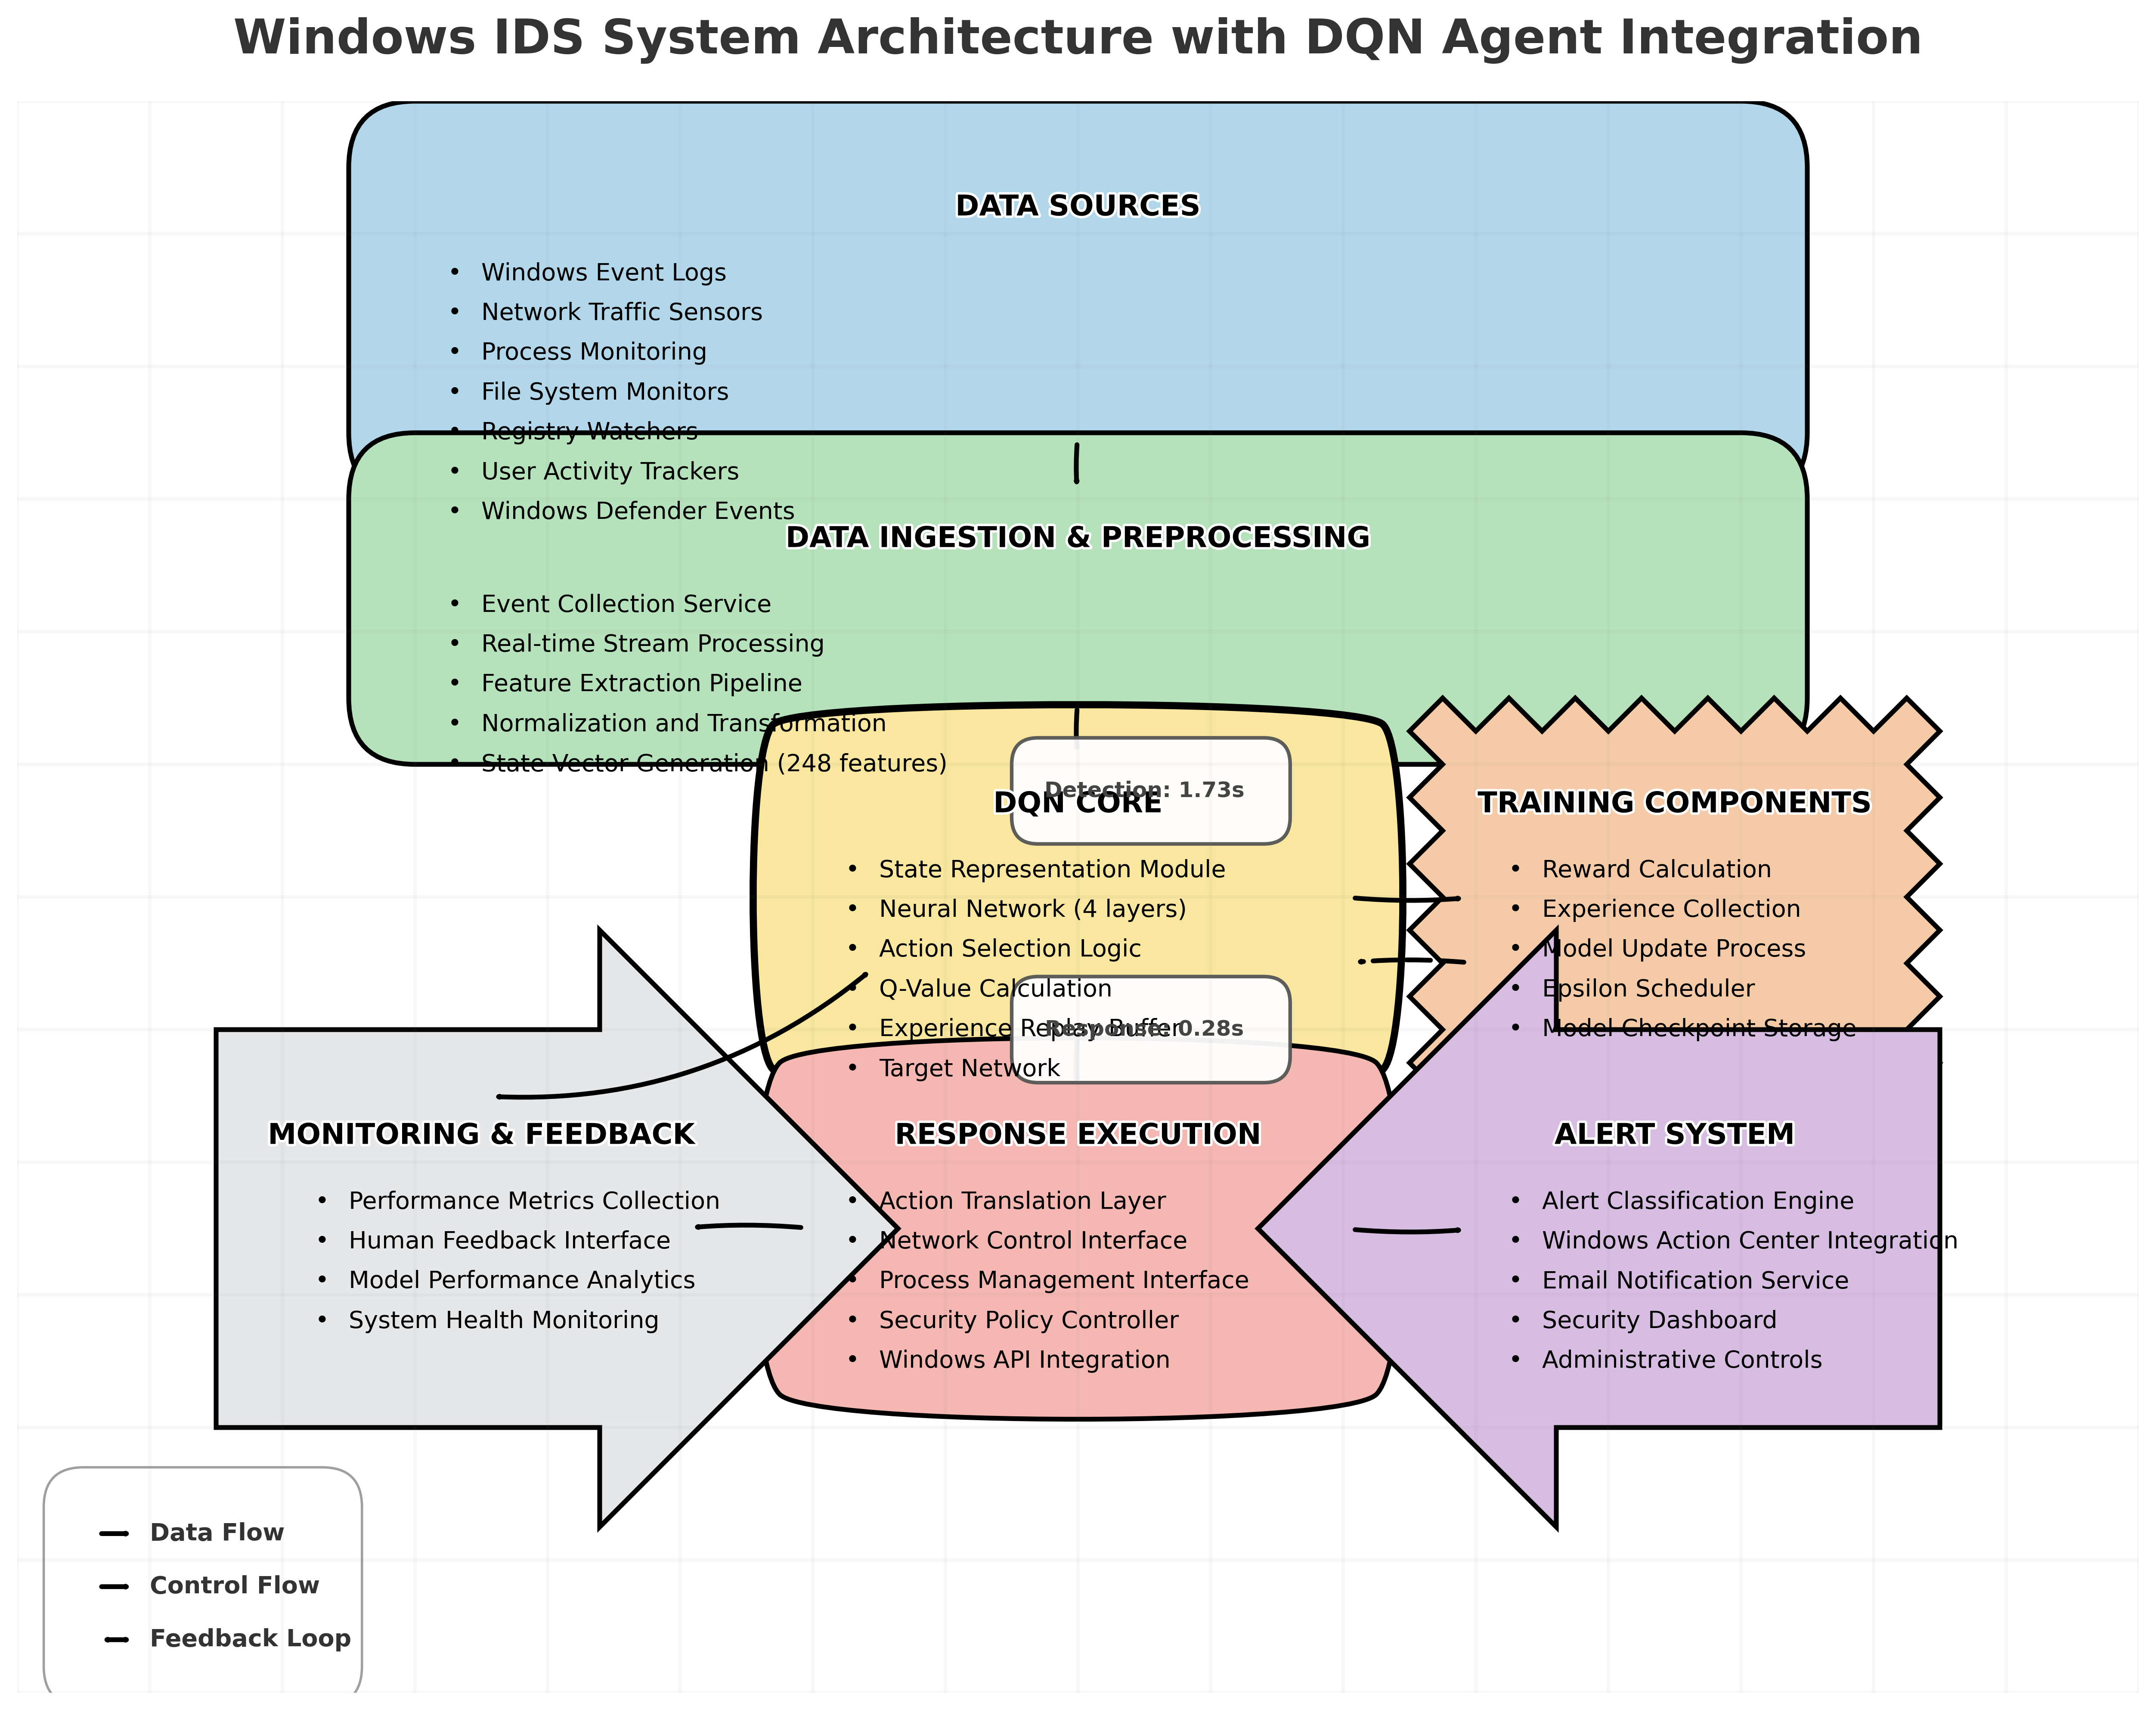 Windows IDS System Architecture with DQN Agent Integration
DATA SOURCES
• Windows Event Logs
• Network Traffic Sensors
• Process Monitoring
• File System Monitors
• Registry Watchers
• User Activity Trackers
• Windows Defender Events
DATA INGESTION & PREPROCESSING
• Event Collection Service
• Real-time Stream Processing
• Feature Extraction Pipeline
• Normalization and Transformation
• State Vector Generation (248 features)
Detection: 1.73s
DQN CORE
• State Representation Module
• Neural Network (4 layers)
• Action Selection Logic
• Q-Value Calculation
• Experience Replay Buffer
• Target Network
Response: 0.28s
TRAINING COMPONENTS
• Reward Calculation
• Experience Collection
• Model Update Process
• Epsilon Scheduler
• Model Checkpoint Storage
MONITORING & FEEDBACK
• Performance Metrics Collection
• Human Feedback Interface
• Model Performance Analytics
• System Health Monitoring
RESPONSE EXECUTION
• Action Translation Layer
• Network Control Interface
• Process Management Interface
• Security Policy Controller
• Windows API Integration
ALERT SYSTEM
• Alert Classification Engine
• Windows Action Center Integration
• Email Notification Service
• Security Dashboard
• Administrative Controls
Data Flow
Control Flow
Feedback Loop